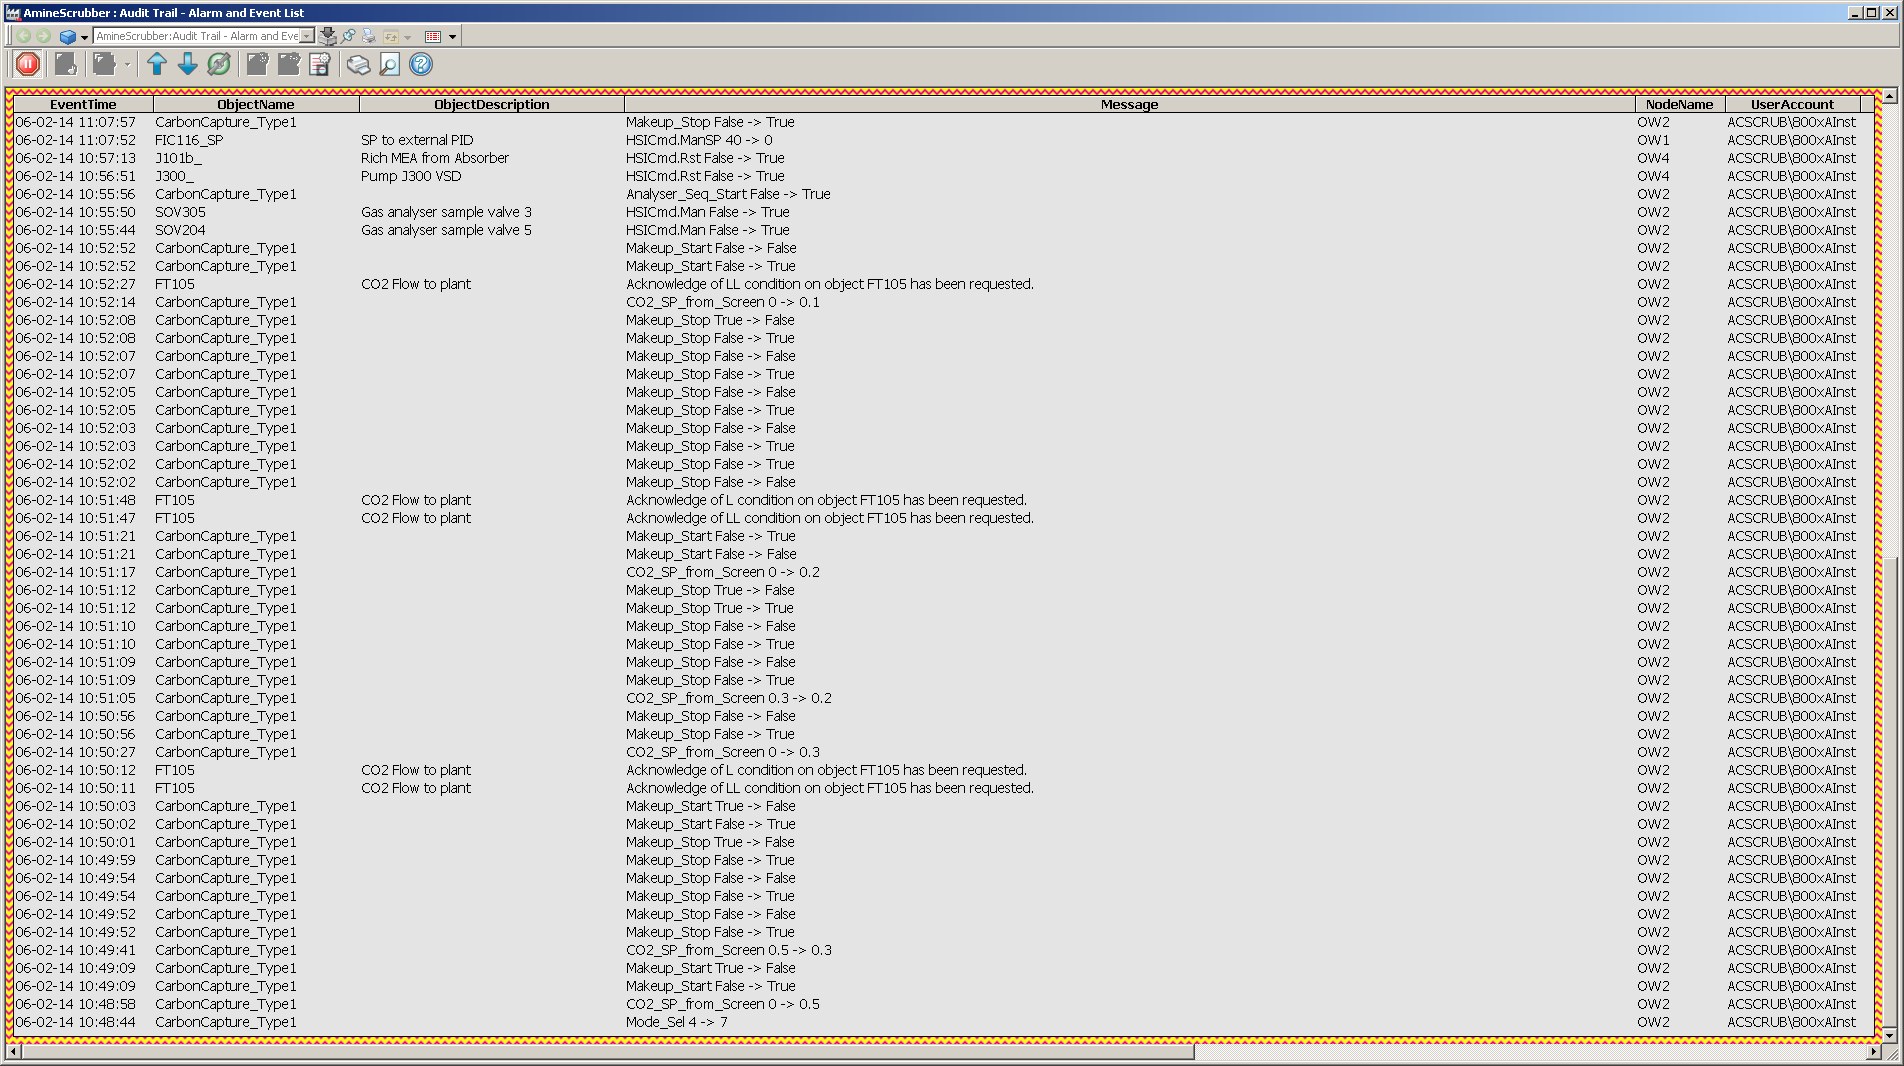 AmineScrubber : Audit Trail - Alarm and Event List
AmineScrubber:Audit Trail - Alarm and Eve
EventTime ObjectName ObjectDescription Message NodeName UserAccount
06-02-14 11:07:57 CarbonCapture_Type1 Makeup_Stop False -> True OW2 ACSCRUB\800xAInst
06-02-14 11:07:52 FIC116_SP SP to external PID HSICmd.ManSP 40 -> 0 OW1 ACSCRUB\800xAInst
06-02-14 10:57:13 J101b_ Rich MEA from Absorber HSICmd.Rst False -> True OW4 ACSCRUB\800xAInst
06-02-14 10:56:51 J300_ Pump J300 VSD HSICmd.Rst False -> True OW4 ACSCRUB\800xAInst
06-02-14 10:55:56 CarbonCapture_Type1 Analyser_Seq_Start False -> True OW2 ACSCRUB\800xAInst
06-02-14 10:55:50 SOV305 Gas analyser sample valve 3 HSICmd.Man False -> True OW2 ACSCRUB\800xAInst
06-02-14 10:55:44 SOV204 Gas analyser sample valve 5 HSICmd.Man False -> True OW2 ACSCRUB\800xAInst
06-02-14 10:52:52 CarbonCapture_Type1 Makeup_Start False -> False OW2 ACSCRUB\800xAInst
06-02-14 10:52:52 CarbonCapture_Type1 Makeup_Start False -> True OW2 ACSCRUB\800xAInst
06-02-14 10:52:27 FT105 CO2 Flow to plant Acknowledge of LL condition on object FT105 has been requested. OW2 ACSCRUB\800xAInst
06-02-14 10:52:14 CarbonCapture_Type1 CO2_SP_from_Screen 0 -> 0.1 OW2 ACSCRUB\800xAInst
06-02-14 10:52:08 CarbonCapture_Type1 Makeup_Stop True -> False OW2 ACSCRUB\800xAInst
06-02-14 10:52:08 CarbonCapture_Type1 Makeup_Stop False -> True OW2 ACSCRUB\800xAInst
06-02-14 10:52:07 CarbonCapture_Type1 Makeup_Stop False -> False OW2 ACSCRUB\800xAInst
06-02-14 10:52:07 CarbonCapture_Type1 Makeup_Stop False -> True OW2 ACSCRUB\800xAInst
06-02-14 10:52:05 CarbonCapture_Type1 Makeup_Stop False -> False OW2 ACSCRUB\800xAInst
06-02-14 10:52:05 CarbonCapture_Type1 Makeup_Stop False -> True OW2 ACSCRUB\800xAInst
06-02-14 10:52:03 CarbonCapture_Type1 Makeup_Stop False -> False OW2 ACSCRUB\800xAInst
06-02-14 10:52:03 CarbonCapture_Type1 Makeup_Stop False -> True OW2 ACSCRUB\800xAInst
06-02-14 10:52:02 CarbonCapture_Type1 Makeup_Stop False -> True OW2 ACSCRUB\800xAInst
06-02-14 10:52:02 CarbonCapture_Type1 Makeup_Stop False -> False OW2 ACSCRUB\800xAInst
06-02-14 10:51:48 FT105 CO2 Flow to plant Acknowledge of L condition on object FT105 has been requested. OW2 ACSCRUB\800xAInst
06-02-14 10:51:47 FT105 CO2 Flow to plant Acknowledge of LL condition on object FT105 has been requested. OW2 ACSCRUB\800xAInst
06-02-14 10:51:21 CarbonCapture_Type1 Makeup_Start False -> True OW2 ACSCRUB\800xAInst
06-02-14 10:51:21 CarbonCapture_Type1 Makeup_Start False -> False OW2 ACSCRUB\800xAInst
06-02-14 10:51:17 CarbonCapture_Type1 CO2_SP_from_Screen 0 -> 0.2 OW2 ACSCRUB\800xAInst
06-02-14 10:51:12 CarbonCapture_Type1 Makeup_Stop True -> False OW2 ACSCRUB\800xAInst
06-02-14 10:51:12 CarbonCapture_Type1 Makeup_Stop True -> True OW2 ACSCRUB\800xAInst
06-02-14 10:51:10 CarbonCapture_Type1 Makeup_Stop False -> False OW2 ACSCRUB\800xAInst
06-02-14 10:51:10 CarbonCapture_Type1 Makeup_Stop False -> True OW2 ACSCRUB\800xAInst
06-02-14 10:51:09 CarbonCapture_Type1 Makeup_Stop False -> False OW2 ACSCRUB\800xAInst
06-02-14 10:51:09 CarbonCapture_Type1 Makeup_Stop False -> True OW2 ACSCRUB\800xAInst
06-02-14 10:51:05 CarbonCapture_Type1 CO2_SP_from_Screen 0.3 -> 0.2 OW2 ACSCRUB\800xAInst
06-02-14 10:50:56 CarbonCapture_Type1 Makeup_Stop False -> False OW2 ACSCRUB\800xAInst
06-02-14 10:50:56 CarbonCapture_Type1 Makeup_Stop False -> True OW2 ACSCRUB\800xAInst
06-02-14 10:50:27 CarbonCapture_Type1 CO2_SP_from_Screen 0 -> 0.3 OW2 ACSCRUB\800xAInst
06-02-14 10:50:12 FT105 CO2 Flow to plant Acknowledge of L condition on object FT105 has been requested. OW2 ACSCRUB\800xAInst
06-02-14 10:50:11 FT105 CO2 Flow to plant Acknowledge of LL condition on object FT105 has been requested. OW2 ACSCRUB\800xAInst
06-02-14 10:50:03 CarbonCapture_Type1 Makeup_Start True -> False OW2 ACSCRUB\800xAInst
06-02-14 10:50:02 CarbonCapture_Type1 Makeup_Start False -> True OW2 ACSCRUB\800xAInst
06-02-14 10:50:01 CarbonCapture_Type1 Makeup_Stop True -> False OW2 ACSCRUB\800xAInst
06-02-14 10:49:59 CarbonCapture_Type1 Makeup_Stop False -> True OW2 ACSCRUB\800xAInst
06-02-14 10:49:54 CarbonCapture_Type1 Makeup_Stop False -> False OW2 ACSCRUB\800xAInst
06-02-14 10:49:54 CarbonCapture_Type1 Makeup_Stop False -> True OW2 ACSCRUB\800xAInst
06-02-14 10:49:52 CarbonCapture_Type1 Makeup_Stop False -> False OW2 ACSCRUB\800xAInst
06-02-14 10:49:52 CarbonCapture_Type1 Makeup_Stop False -> True OW2 ACSCRUB\800xAInst
06-02-14 10:49:41 CarbonCapture_Type1 CO2_SP_from_Screen 0.5 -> 0.3 OW2 ACSCRUB\800xAInst
06-02-14 10:49:09 CarbonCapture_Type1 Makeup_Start True -> False OW2 ACSCRUB\800xAInst
06-02-14 10:49:09 CarbonCapture_Type1 Makeup_Start False -> True OW2 ACSCRUB\800xAInst
06-02-14 10:48:58 CarbonCapture_Type1 CO2_SP_from_Screen 0 -> 0.5 OW2 ACSCRUB\800xAInst
06-02-14 10:48:44 CarbonCapture_Type1 Mode_Sel 4 -> 7 OW2 ACSCRUB\800xAInst